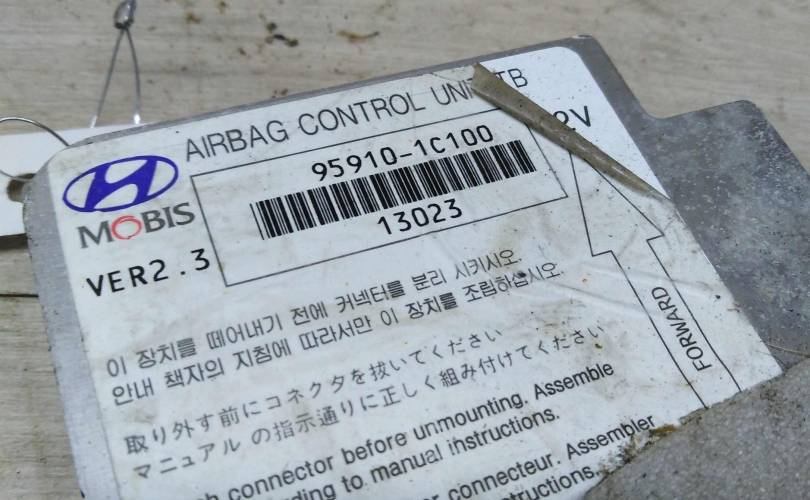 AIRBAG CONTROL UNIT TB
95910-1C100
2V
13023
MOBIS
VER2.3
이 장치를 떼어내기 전에 커넥터를 분리 시키시오.
안내 책자의 지침에 따라서만 이 장치를 조립하십시오.
取り外す前にコネクタを抜いてください
マニュアル の指示通りに正しく組み付けてください
FORWARD
connector before unmounting. Assemble
to manual instructions.
connecteur. Assembler